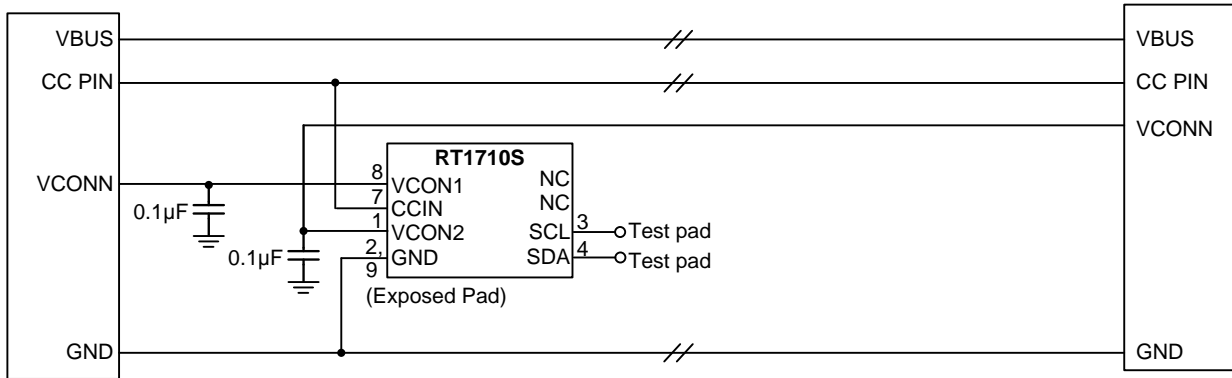 VBUS
VBUS
CC PIN
CC PIN
VCONN
RT1710S
VCONN
8
VCON1
NC
7
CCIN
NC
0.1µF
1
VCON2
SCL
3
Test pad
0.1µF
2,
9
GND
SDA
4
Test pad
(Exposed Pad)
GND
GND